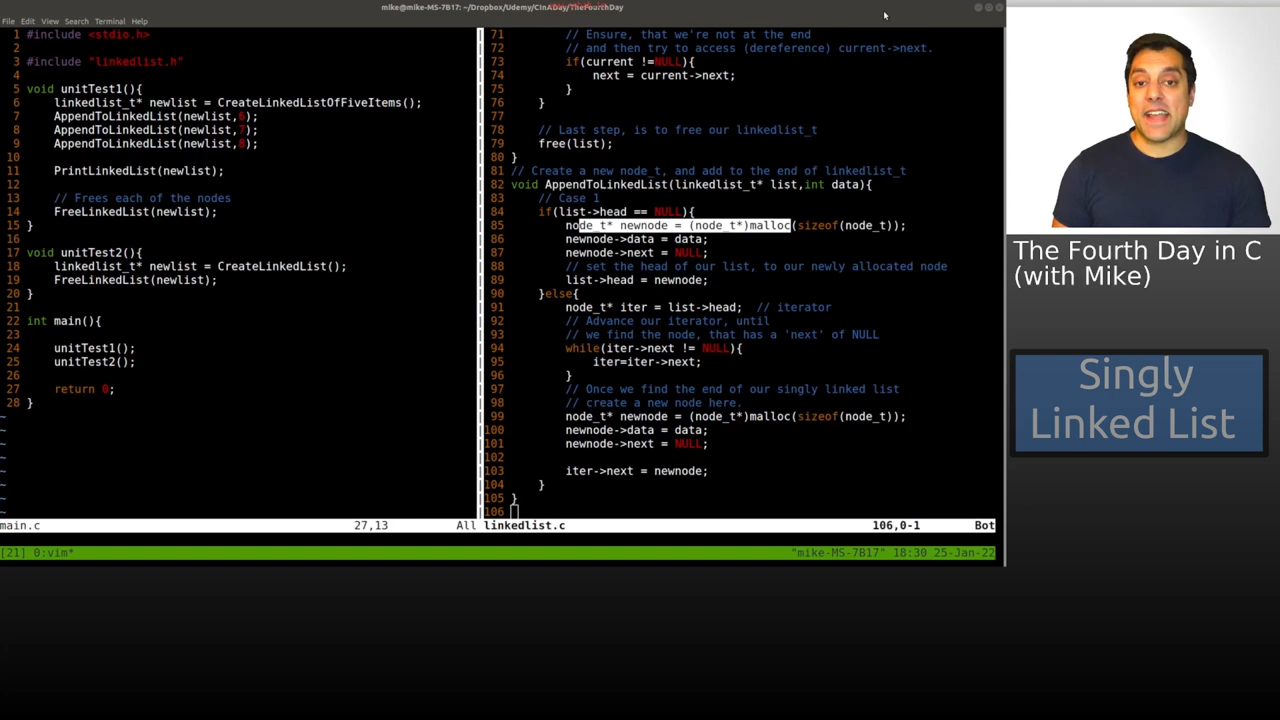 mike@mike-MS-7B17: ~/Dropbox/Udemy/CInADay/TheFourthDay
File Edit View Search Terminal Help
1 #include <stdio.h>
2
3 #include "linkedlist.h"
4
5 void unitTest1(){
6 linkedlist_t* newlist = CreateLinkedListOfFiveItems();
7 AppendToLinkedList(newlist,6);
8 AppendToLinkedList(newlist,7);
9 AppendToLinkedList(newlist,8);
10
11 PrintLinkedList(newlist);
12
13 // Frees each of the nodes
14 FreeLinkedList(newlist);
15 }
16
17 void unitTest2(){
18 linkedlist_t* newlist = CreateLinkedList();
19 FreeLinkedList(newlist);
20 }
21
22 int main(){
23
24 unitTest1();
25 unitTest2();
26
27 return 0;
28 }
~
~
~
~
~
~
~
~
main.c 27,13 All
71 // Ensure, that we're not at the end
72 // and then try to access (dereference) current->next.
73 if(current !=NULL){
74 next = current->next;
75 }
76 }
77
78 // Last step, is to free our linkedlist_t
79 free(list);
80 }
81 // Create a new node_t, and add to the end of linkedlist_t
82 void AppendToLinkedList(linkedlist_t* list,int data){
83 // Case 1
84 if(list->head == NULL){
85 node_t* newnode = (node_t*)malloc(sizeof(node_t));
86 newnode->data = data;
87 newnode->next = NULL;
88 // set the head of our list, to our newly allocated node
89 list->head = newnode;
90 }else{
91 node_t* iter = list->head; // iterator
92 // Advance our iterator, until
93 // we find the node, that has a 'next' of NULL
94 while(iter->next != NULL){
95 iter=iter->next;
96 }
97 // Once we find the end of our singly linked list
98 // create a new node here.
99 node_t* newnode = (node_t*)malloc(sizeof(node_t));
100 newnode->data = data;
101 newnode->next = NULL;
102
103 iter->next = newnode;
104 }
105 }
106
linkedlist.c 106,0-1 Bot
[21] 0:vim* "mike-MS-7B17" 18:30 25-Jan-22
The Fourth Day in C
(with Mike)
Singly
Linked List